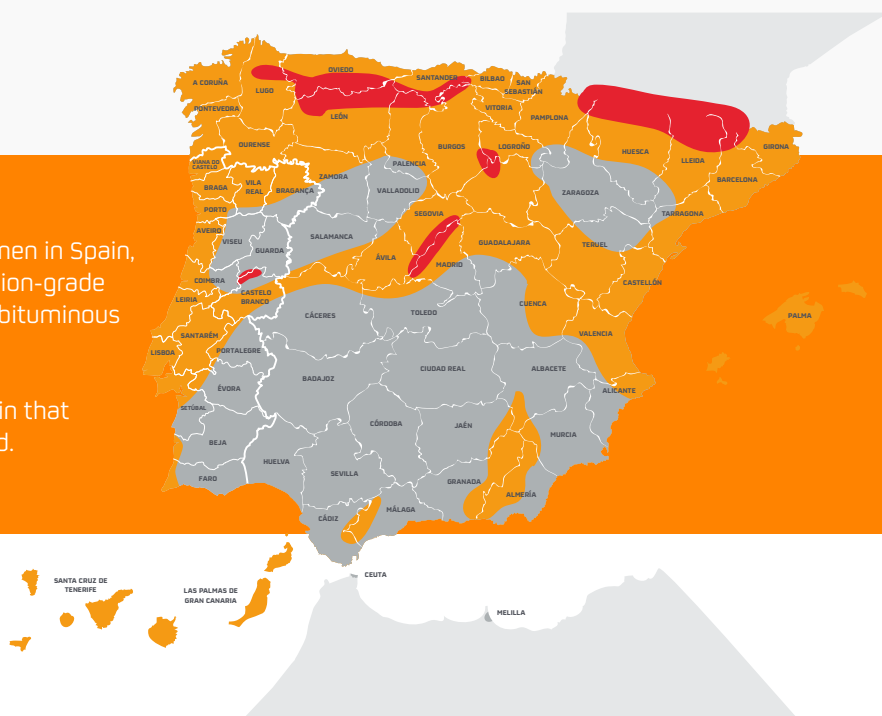 men in Spain,
ion-grade
bituminous
in that
d.
A CORUÑA
LUGO
OVIEDO
SANTANDER
BILBAO
SAN
SEBASTIÁN
PONTEVEDRA
LEÓN
VITORIA
PAMPLONA
OURENSE
BURGOS
LOGROÑO
HUESCA
LLEIDA
GIRONA
VIANA DO
CASTELO
BRAGA
VILA
REAL
BRAGANÇA
ZAMORA
PALENCIA
VALLADOLIO
ZARAGOZA
BARCELONA
PORTO
SEGOVIA
TARRAGONA
AVEIRO
VISEU
GUARDA
SALAMANCA
ÁVILA
MADRID
GUADALAJARA
TERUEL
COIMBRA
CASTELO
BRANCO
CASTELLÓN
LEIRIA
CÁCERES
TOLEDO
CUENCA
PALMA
SANTARÉM
VALENCIA
LISBOA
PORTALEGRE
BADAJOZ
CIUDAD REAL
ALBACETE
ÉVORA
ALICANTE
SETÚBAL
CÓRDOBA
JAÉN
MURCIA
BEJA
HUELVA
SEVILLA
FARO
GRANADA
ALMERÍA
CÁDIZ
MÁLAGA
CEUTA
SANTA CRUZ DE
TENERIFE
LAS PALMAS DE
GRAN CANARIA
MELILLA